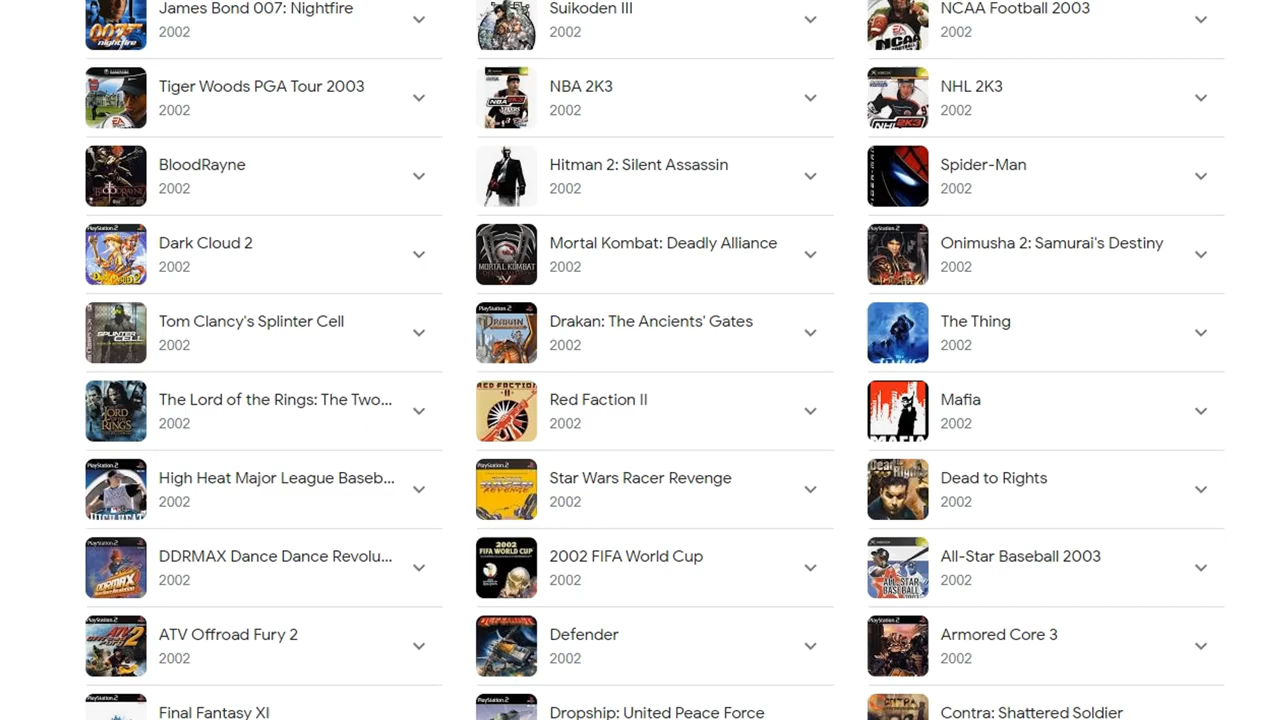 James Bond 007: Nightfire
2002
Suikoden III
2002
NCAA Football 2003
2002
Tiger Woods PGA Tour 2003
2002
NBA 2K3
2002
NHL 2K3
2002
BloodRayne
2002
Hitman 2: Silent Assassin
2002
Spider-Man
2002
Dark Cloud 2
2002
Mortal Kombat: Deadly Alliance
2002
Onimusha 2: Samurai's Destiny
2002
Tom Clancy's Splinter Cell
2002
Drakan: The Ancients' Gates
2002
The Thing
2002
The Lord of the Rings: The Two...
2002
Red Faction II
2002
Mafia
2002
High Heat Major League Baseb...
2002
Star Wars Racer Revenge
2002
Dead to Rights
2002
DDRMAX Dance Dance Revolu...
2002
2002 FIFA World Cup
2002
All-Star Baseball 2003
2002
ATV Offroad Fury 2
2002
Defender
2002
Armored Core 3
2002
Final Fantasy XI
Dropship: United Peace Force
Contra: Shattered Soldier